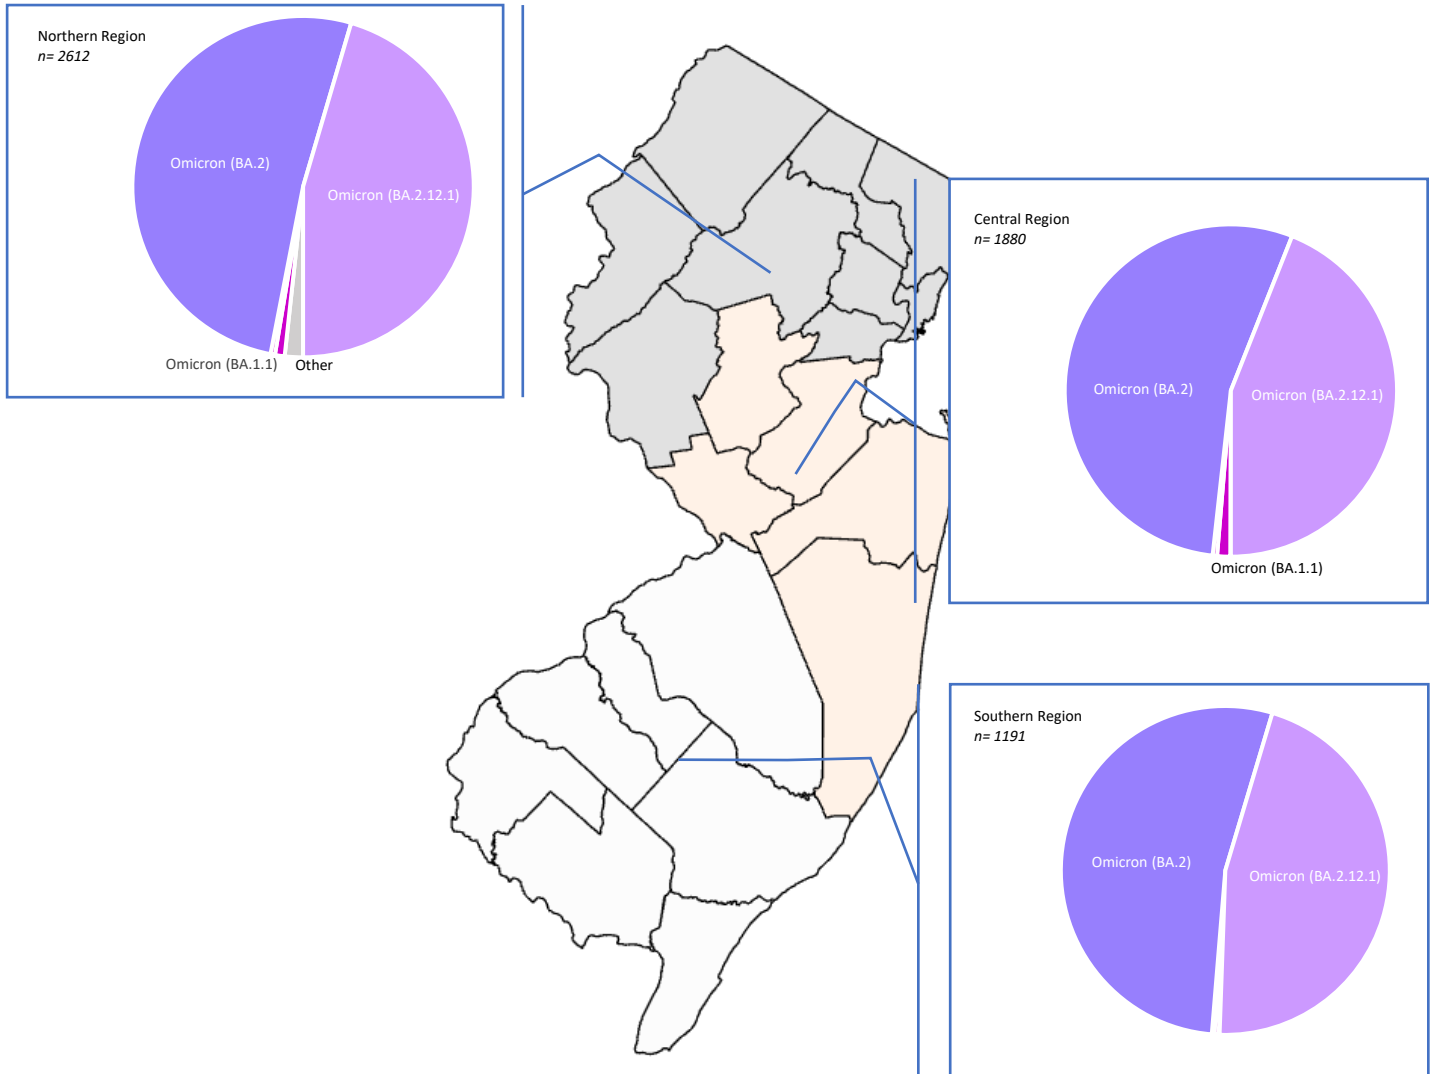 Northern Region
n= 2612
Omicron (BA.2)
Omicron (BA.2.12.1)
Omicron (BA.1.1)
Other
Central Region
n= 1880
Omicron (BA.2)
Omicron (BA.2.12.1)
Omicron (BA.1.1)
Southern Region
n= 1191
Omicron (BA.2)
Omicron (BA.2.12.1)